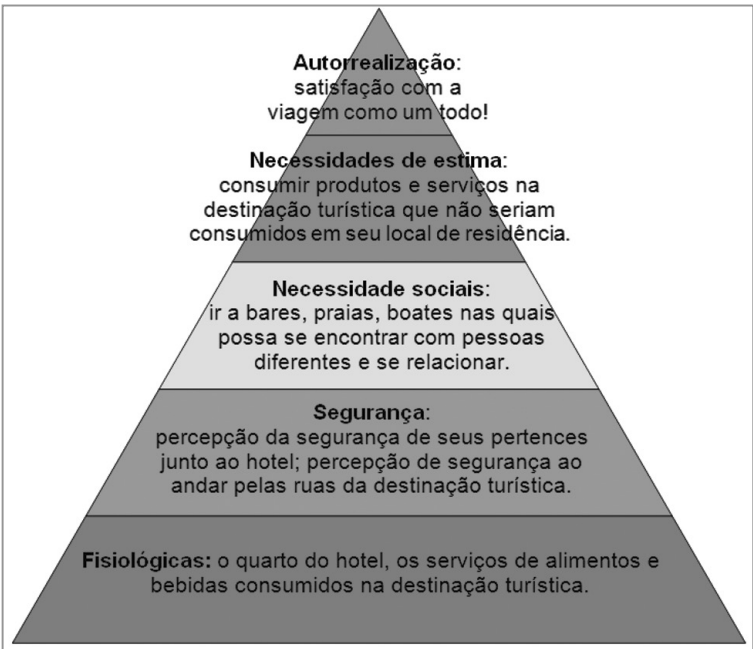 Autorrealização:
satisfação com a
viagem como um todo!
Necessidades de estima:
consumir produtos e serviços na
destinação turística que não seriam
consumidos em seu local de residência.
Necessidade sociais:
ir a bares, praias, boates nas quais
possa se encontrar com pessoas
diferentes e se relacionar.
Segurança:
percepção da segurança de seus pertences
junto ao hotel; percepção de segurança ao
andar pelas ruas da destinação turística.
Fisiológicas: o quarto do hotel, os serviços de alimentos e
bebidas consumidos na destinação turística.